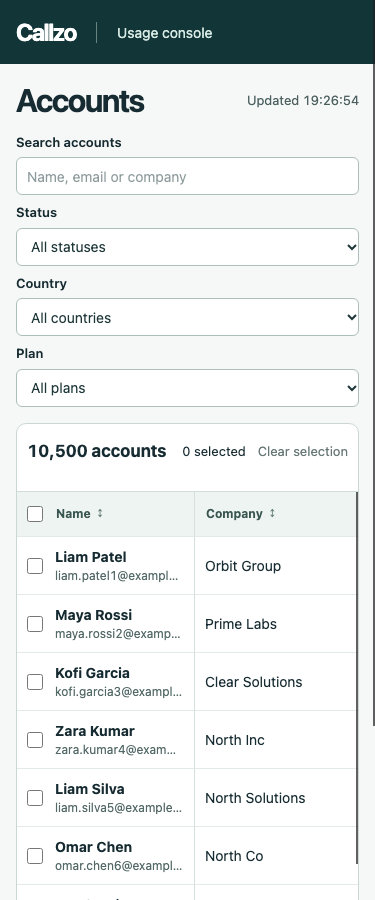 Callzo Usage console
Accounts Updated 19:26:54
Search accounts
Name, email or company
Status
All statuses
Country
All countries
Plan
All plans
10,500 accounts 0 selected Clear selection
Name ↕ Company ↕
Liam Patel
liam.patel1@exampl...
Orbit Group
Maya Rossi
maya.rossi2@examp...
Prime Labs
Kofi Garcia
kofi.garcia3@exampl...
Clear Solutions
Zara Kumar
zara.kumar4@exam...
North Inc
Liam Silva
liam.silva5@example...
North Solutions
Omar Chen
omar.chen6@exampl...
North Co